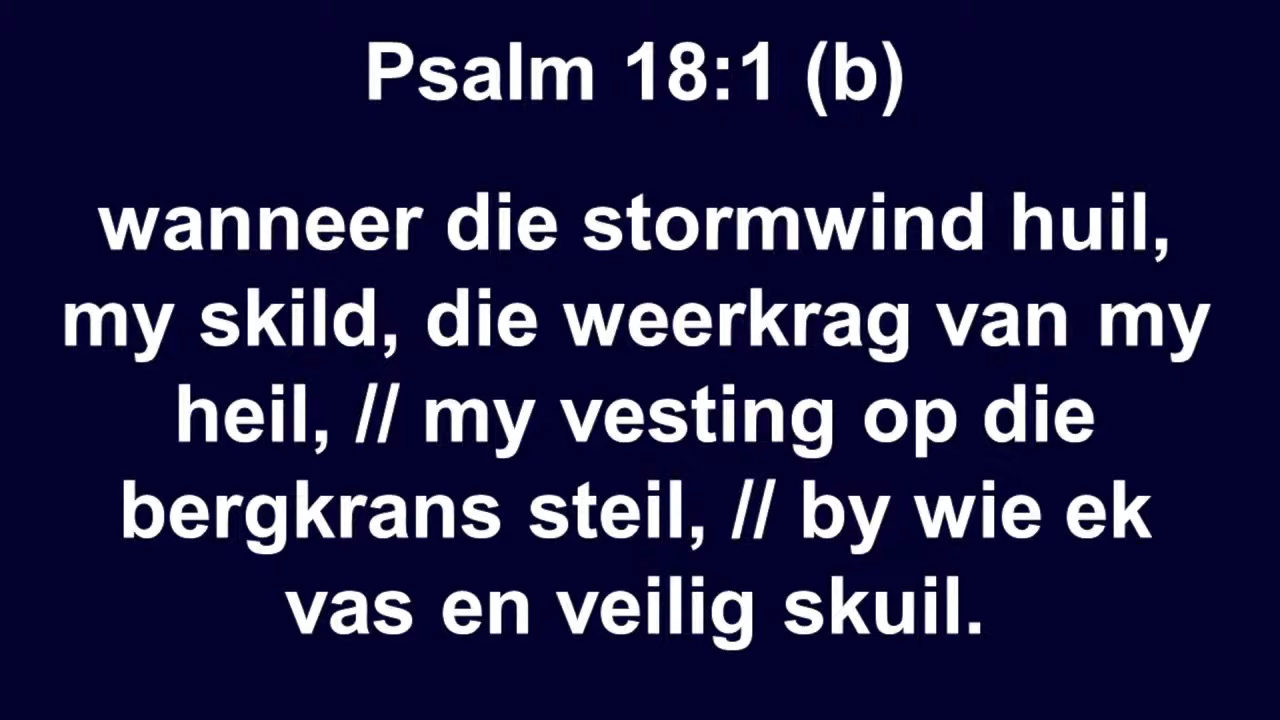 Psalm 18:1 (b)
wanneer die stormwind huil,
my skild, die weerkrag van my
heil, // my vesting op die
bergkrans steil, // by wie ek
vas en veilig skuil.